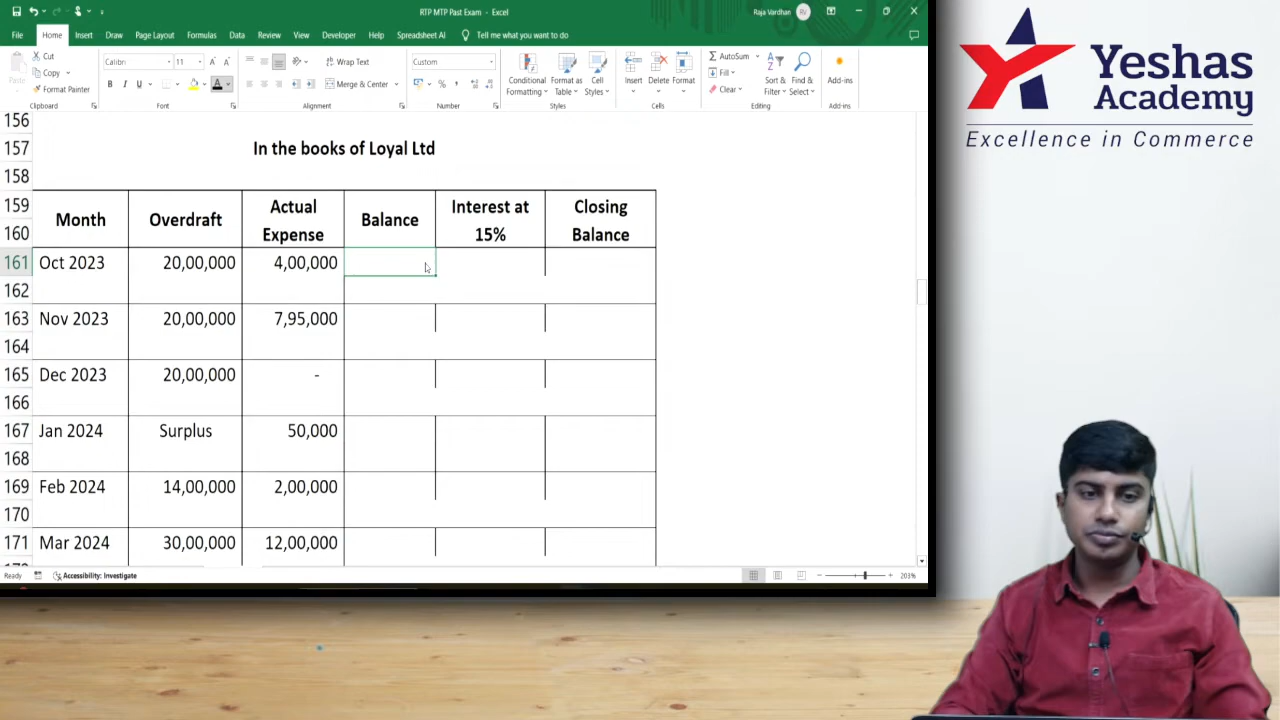 RTP MTP Past Exam - Excel
Raja Vardhan RV
File Home Insert Draw Page Layout Formulas Data Review View Developer Help Spreadsheet AI Tell me what you want to do
Paste
Cut
Copy
Format Painter
Clipboard
Calibri 11
B I U
Font
Wrap Text
Merge & Center
Alignment
Custom
Number
Conditional Formatting
Format as Table
Cell Styles
Styles
Insert Delete Format
Cells
AutoSum
Fill
Clear
Sort & Filter
Find & Select
Editing
Add-ins
Add-ins
Yeshas
Academy
Excellence in Commerce
156
157 In the books of Loyal Ltd
158
159 Month Overdraft Actual Expense Balance Interest at 15% Closing Balance
160
161 Oct 2023 20,00,000 4,00,000
162
163 Nov 2023 20,00,000 7,95,000
164
165 Dec 2023 20,00,000 -
166
167 Jan 2024 Surplus 50,000
168
169 Feb 2024 14,00,000 2,00,000
170
171 Mar 2024 30,00,000 12,00,000
Ready Accessibility: Investigate 203%